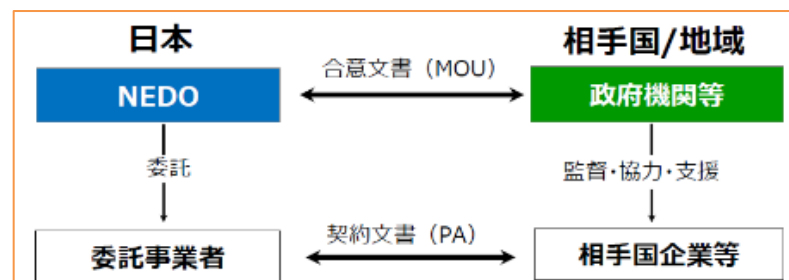 日本
相手国/地域
NEDO
合意文書（MOU）
政府機関等
委託
監督・協力・支援
委託事業者
契約文書（PA）
相手国企業等